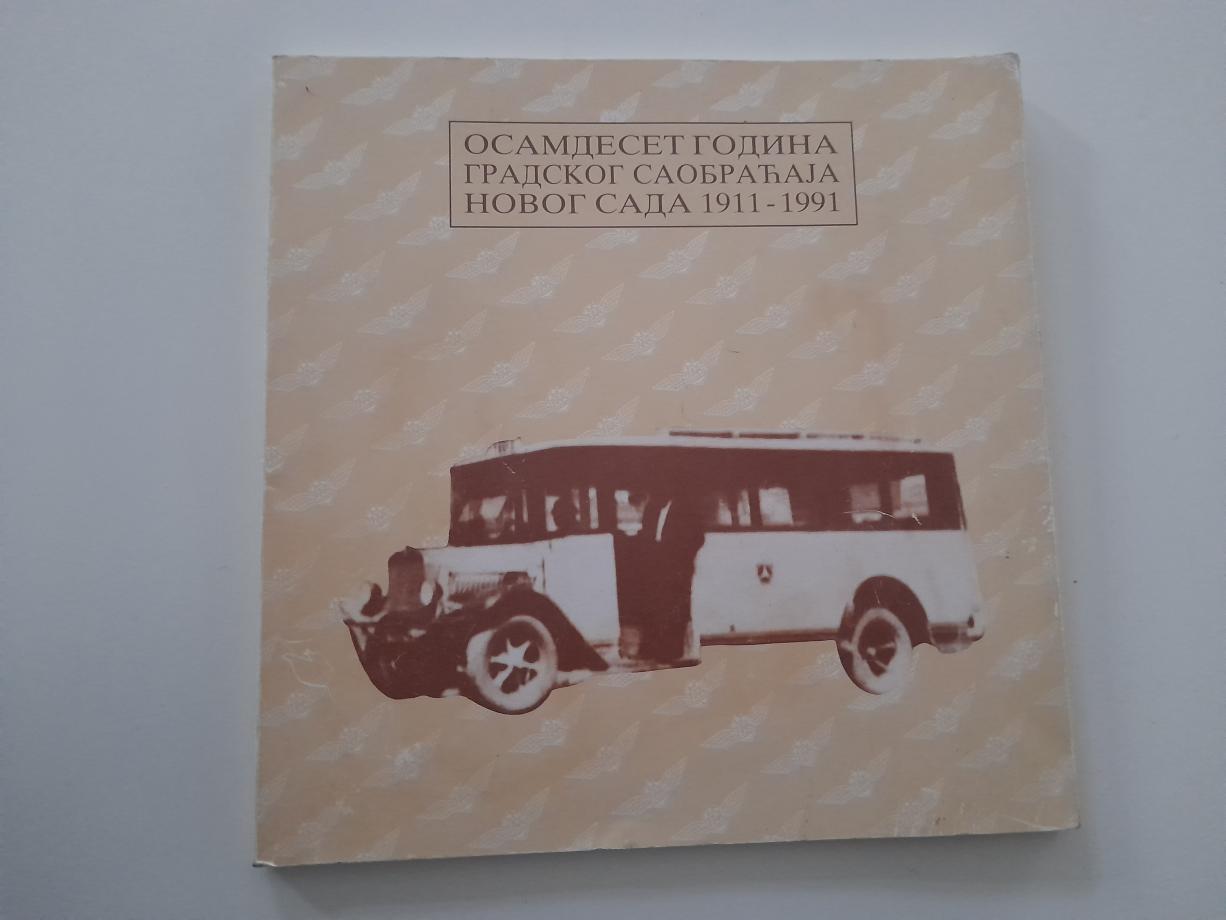 ОСАМДЕСЕТ ГОДИНА
ГРАДСКОГ САОБРАЋАЈА
НОВОГ САДА 1911 - 1991